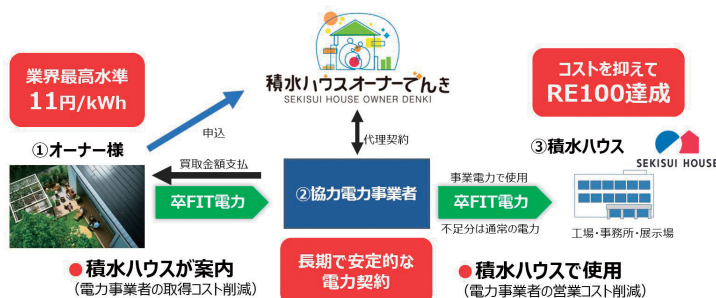 業界最高水準
11円/kWh
積水ハウスオーナーでんき
SEKISUI HOUSE OWNER DENKI
コストを抑えて
RE100達成
申込
代理契約
①オーナー様
③積水ハウス
SEKISUI HOUSE
買取金額支払
卒FIT電力
②協力電力事業者
事業電力で使用
卒FIT電力
不足分は通常の電力
工場・事務所・展示場
●積水ハウスが案内
(電力事業者の取得コスト削減)
長期で安定的な
電力契約
●積水ハウスで使用
(電力事業者の営業コスト削減)